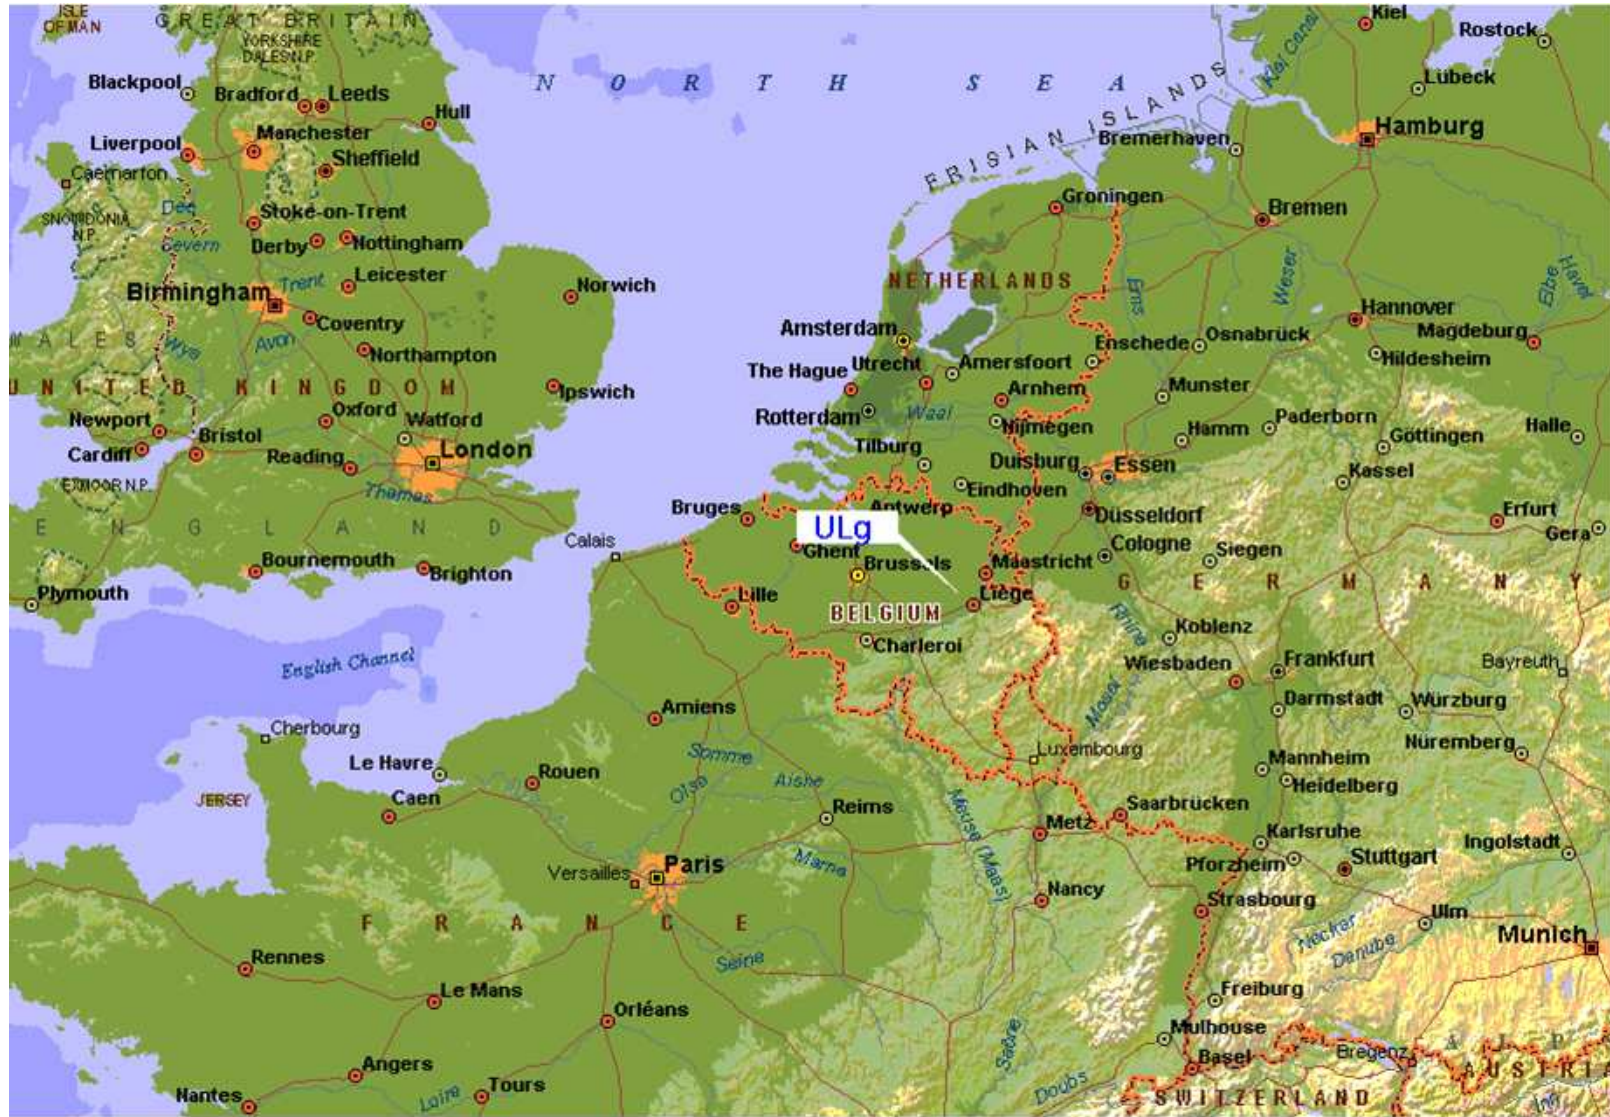 ISLE
OF MAN
GREAT BRITAIN
Kiel
Rostock
YORKSHIRE
DALES N.P.
Kiel Canal
Blackpool
Bradford
Leeds
NORTH SEA
Lübeck
Hull
FRISIAN ISLANDS
Hamburg
Manchester
Bremerhaven
Liverpool
Sheffield
Caernarfon
Groningen
Dee
Stoke-on-Trent
Bremen
SNOWDONIA
N.P.
Severn
Derby
Nottingham
Weser
Elbe
Havel
Leicester
Trent
NETHERLANDS
Ems
Birmingham
Norwich
Hannover
Coventry
Amsterdam
Magdeburg
WALES
Wye
Avon
Northampton
Enschede
Osnabrück
Hildesheim
The Hague
Utrecht
Amersfoort
UNITED KINGDOM
Ipswich
Arnhem
Munster
Newport
Oxford
Watford
Rotterdam
Waal
Nijmegen
Hamm
Paderborn
Göttingen
Halle
Cardiff
Bristol
Reading
London
Tilburg
Duisburg
Essen
Kassel
EXMOOR N.P.
Thames
Eindhoven
Bruges
Antwerp
Düsseldorf
Erfurt
ENGLAND
ULg
Gera
Calais
Ghent
Cologne
Siegen
Bournemouth
Brighton
Brussels
Maastricht
GERMANY
Plymouth
Lille
Liège
BELGIUM
Rhine
Koblenz
Charleroi
English Channel
Wiesbaden
Frankfurt
Bayreuth
Moser
Darmstadt
Würzburg
Amiens
Cherbourg
Somme
Luxembourg
Nüremberg
Le Havre
Rouen
Oise
Aisne
Mannheim
Heidelberg
JERSEY
Caen
Reims
Meuse (Maas)
Saarbrücken
Metz
Karlsruhe
Ingolstadt
Versailles
Paris
Marne
Pforzheim
Stuttgart
Nancy
Strasbourg
FRANCE
Neckar
Ulm
Munich
Rennes
Seine
Danube
Le Mans
Freiburg
Orléans
Saône
Mulhouse
Angers
Basel
Bregenz
ALP
AUSTRIA
Nantes
Loire
Tours
Doubs
SWITZERLAND
Inn